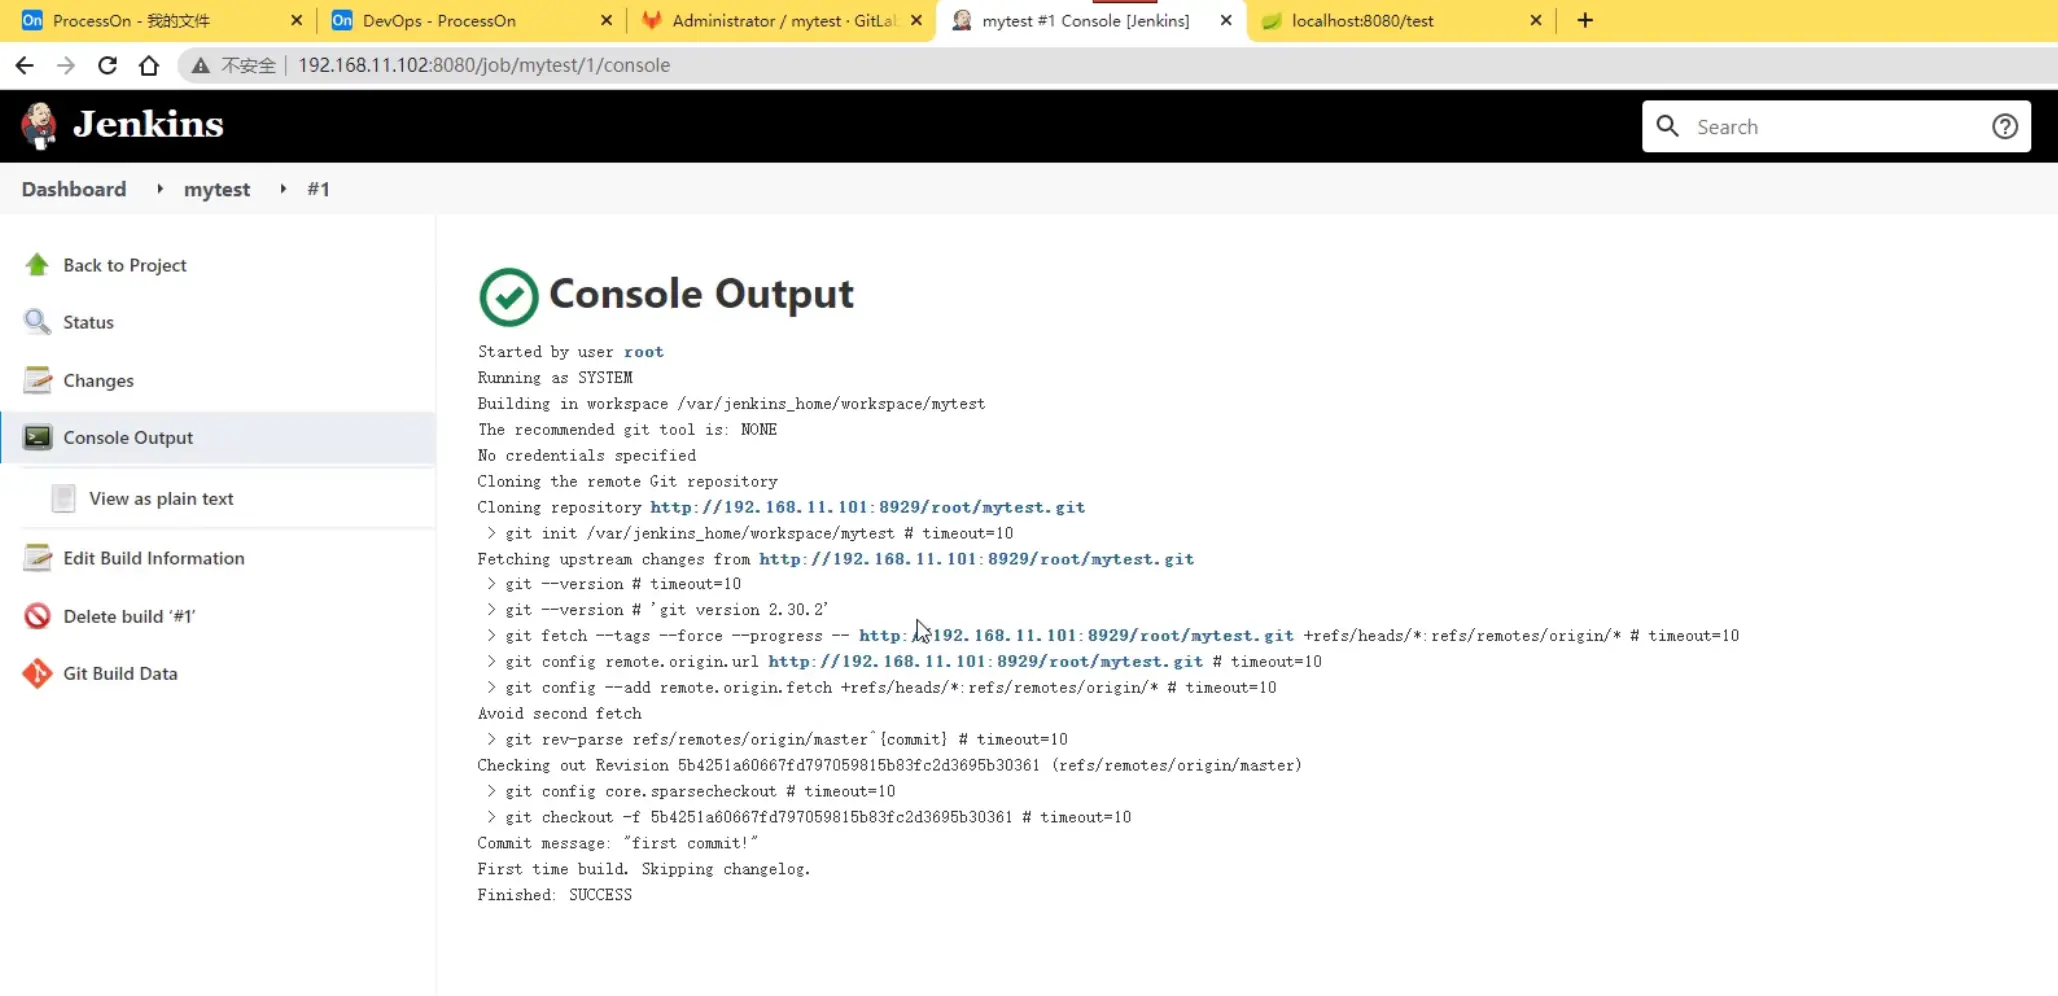 On ProcessOn - 我的文件
On DevOps - ProcessOn
Administrator / mytest · GitLab
mytest #1 Console [Jenkins]
localhost:8080/test
不安全 192.168.11.102:8080/job/mytest/1/console
Jenkins
Search
Dashboard mytest #1
Back to Project
Status
Changes
Console Output
View as plain text
Edit Build Information
Delete build ‘#1’
Git Build Data
Console Output
Started by user root
Running as SYSTEM
Building in workspace /var/jenkins_home/workspace/mytest
The recommended git tool is: NONE
No credentials specified
Cloning the remote Git repository
Cloning repository http://192.168.11.101:8929/root/mytest.git
> git init /var/jenkins_home/workspace/mytest # timeout=10
Fetching upstream changes from http://192.168.11.101:8929/root/mytest.git
> git --version # timeout=10
> git --version # 'git version 2.30.2'
> git fetch --tags --force --progress -- http://192.168.11.101:8929/root/mytest.git +refs/heads/*:refs/remotes/origin/* # timeout=10
> git config remote.origin.url http://192.168.11.101:8929/root/mytest.git # timeout=10
> git config --add remote.origin.fetch +refs/heads/*:refs/remotes/origin/* # timeout=10
Avoid second fetch
> git rev-parse refs/remotes/origin/master^{commit} # timeout=10
Checking out Revision 5b4251a60667fd797059815b83fc2d3695b30361 (refs/remotes/origin/master)
> git config core.sparsecheckout # timeout=10
> git checkout -f 5b4251a60667fd797059815b83fc2d3695b30361 # timeout=10
Commit message: "first commit!"
First time build. Skipping changelog.
Finished: SUCCESS